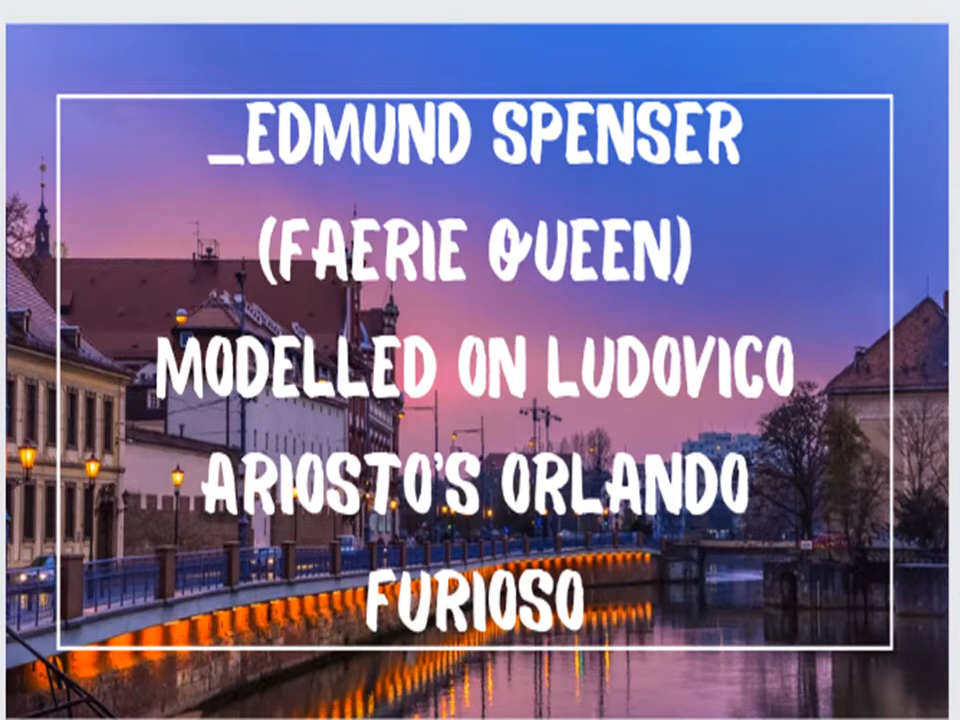 _EDMUND SPENSER
(FAERIE QUEEN)
MODELLED ON LUDOVICO
ARIOSTO'S ORLANDO
FURIOSO